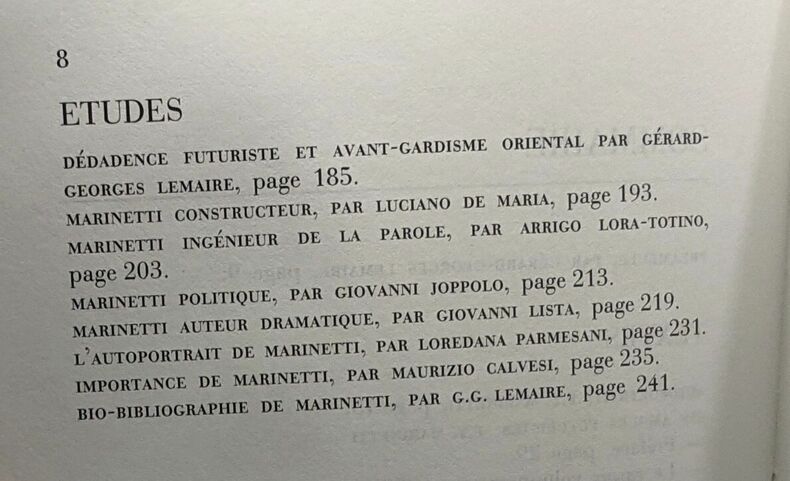 8
ETUDES
DÉDADENCE FUTURISTE ET AVANT-GARDISME ORIENTAL PAR GÉRARD-
GEORGES LEMAIRE, page 185.
MARINETTI CONSTRUCTEUR, PAR LUCIANO DE MARIA, page 193.
MARINETTI INGÉNIEUR DE LA PAROLE, PAR ARRIGO LORA-TOTINO,
page 203.
MARINETTI POLITIQUE, PAR GIOVANNI JOPPOLO, page 213.
MARINETTI AUTEUR DRAMATIQUE, PAR GIOVANNI LISTA, page 219.
L'AUTOPORTRAIT DE MARINETTI, PAR LOREDANA PARMESANI, page 231.
IMPORTANCE DE MARINETTI, PAR MAURIZIO CALVESI, page 235.
BIO-BIBLIOGRAPHIE DE MARINETTI, PAR G.G. LEMAIRE, page 241.